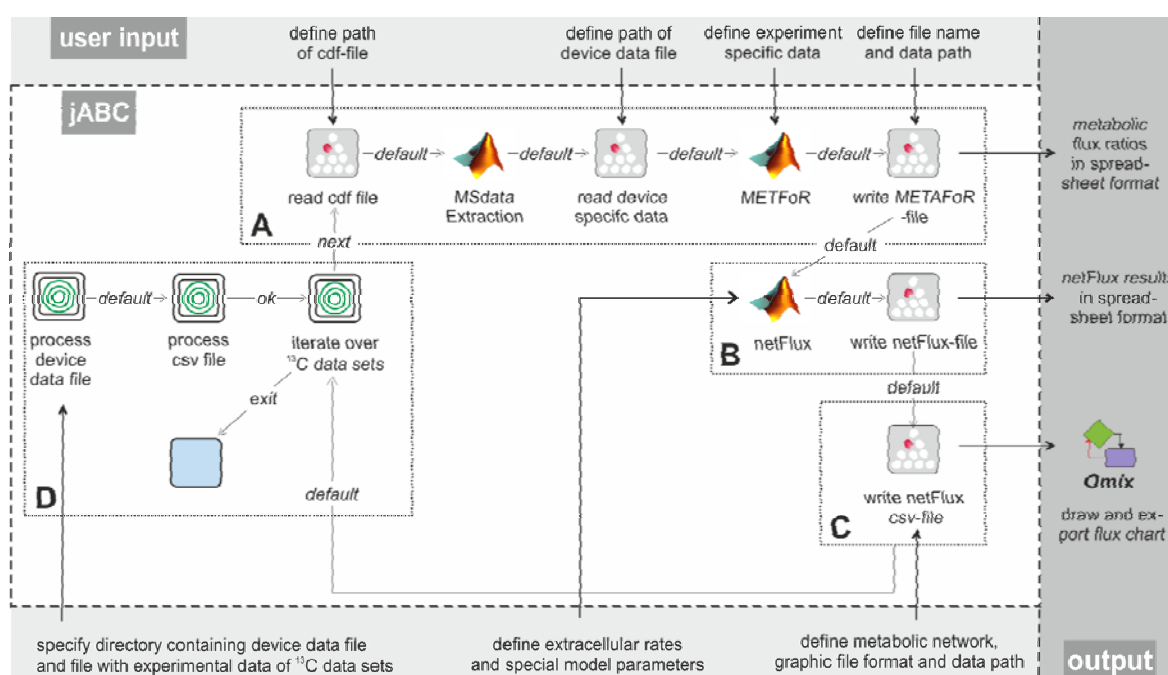 user input
define path
of cdf-file
define path of
device data file
define experiment
specific data
define file name
and data path
jABC
default
default
default
default
read cdf file
MSdata
Extraction
read device
specifc data
METFoR
write METAFoR
-file
A
next
default
metabolic
flux ratios
in spread-
sheet format
default
ok
default
process
device
data file
process
csv file
iterate over
¹³C data sets
netFlux
write netFlux-file
B
netFlux results
in spread-
sheet format
exit
default
D
default
write netFlux
csv-file
C
Omix
draw and ex-
port flux chart
specify directory containing device data file
and file with experimental data of ¹³C data sets
define extracellular rates
and special model parameters
define metabolic network,
graphic file format and data path
output